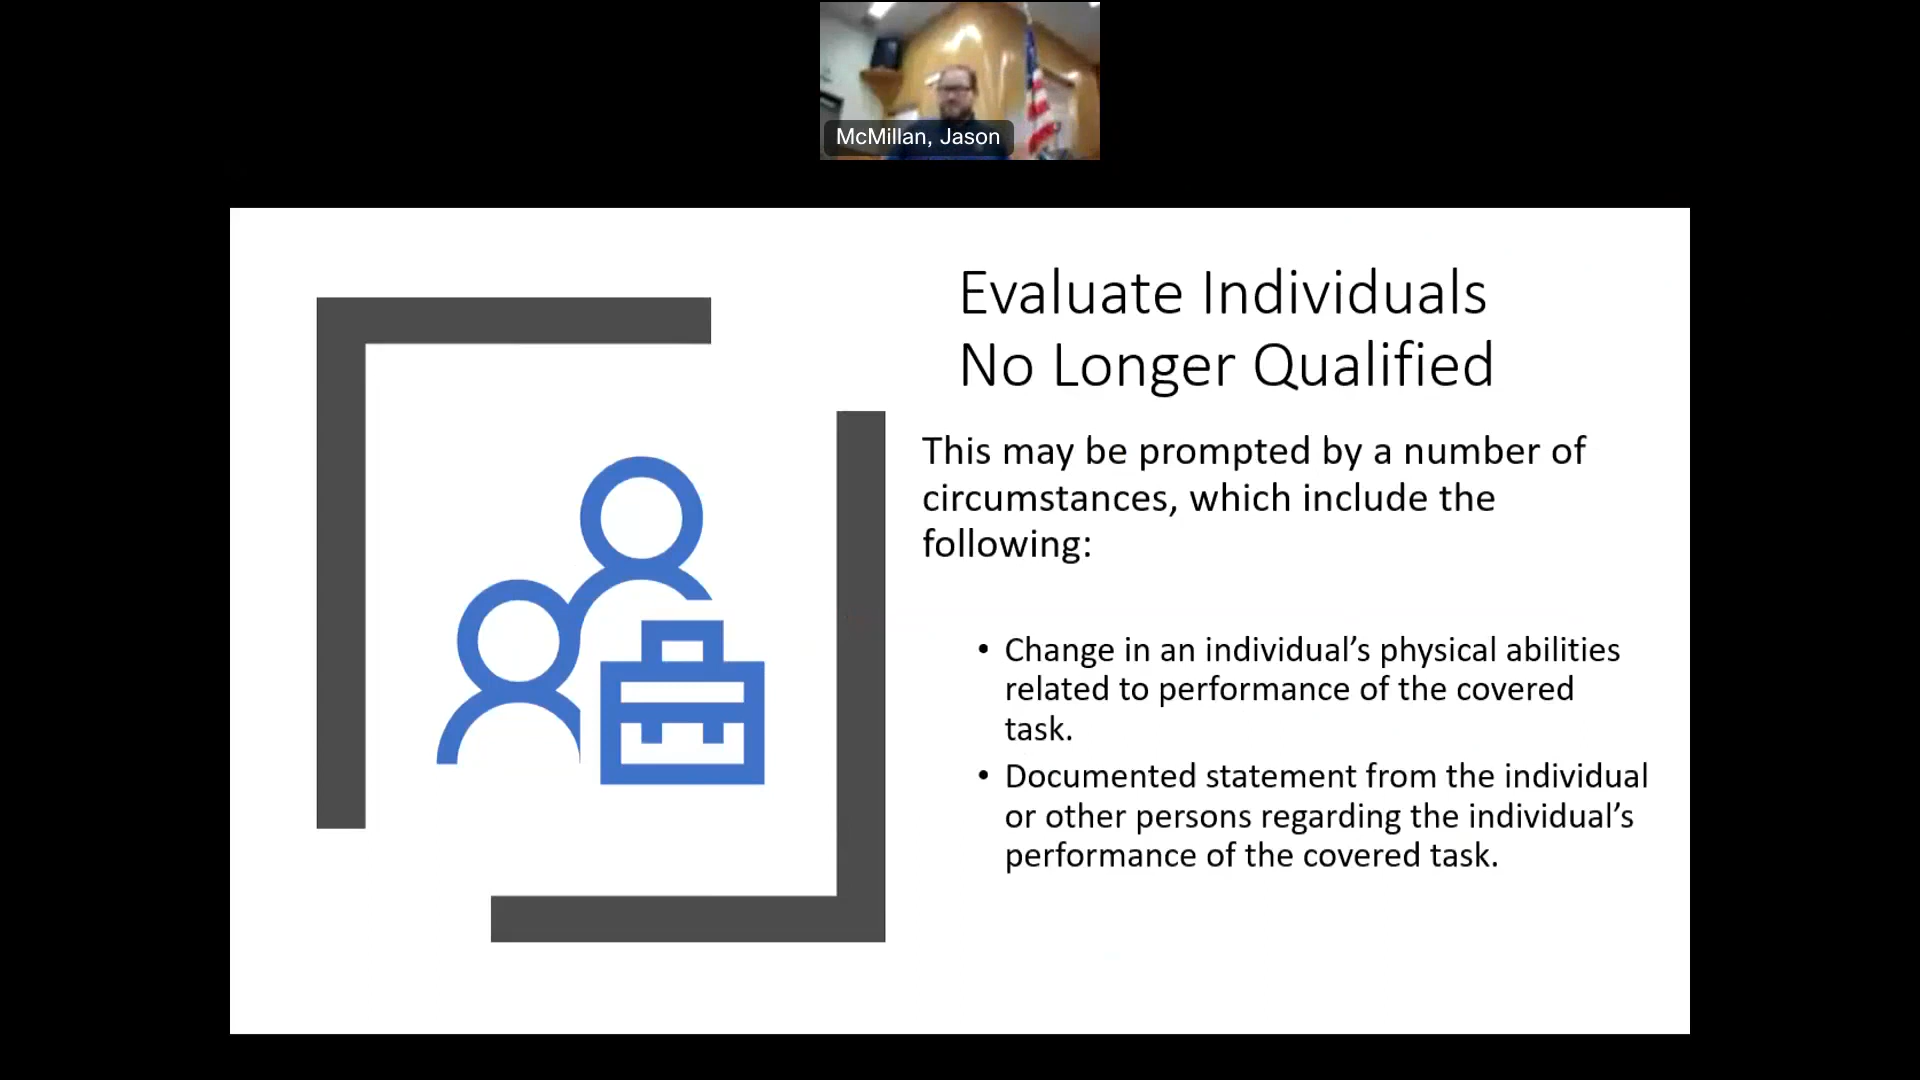 McMillan, Jason
Evaluate Individuals
No Longer Qualified
This may be prompted by a number of
circumstances, which include the
following:
• Change in an individual’s physical abilities
related to performance of the covered
task.
• Documented statement from the individual
or other persons regarding the individual’s
performance of the covered task.